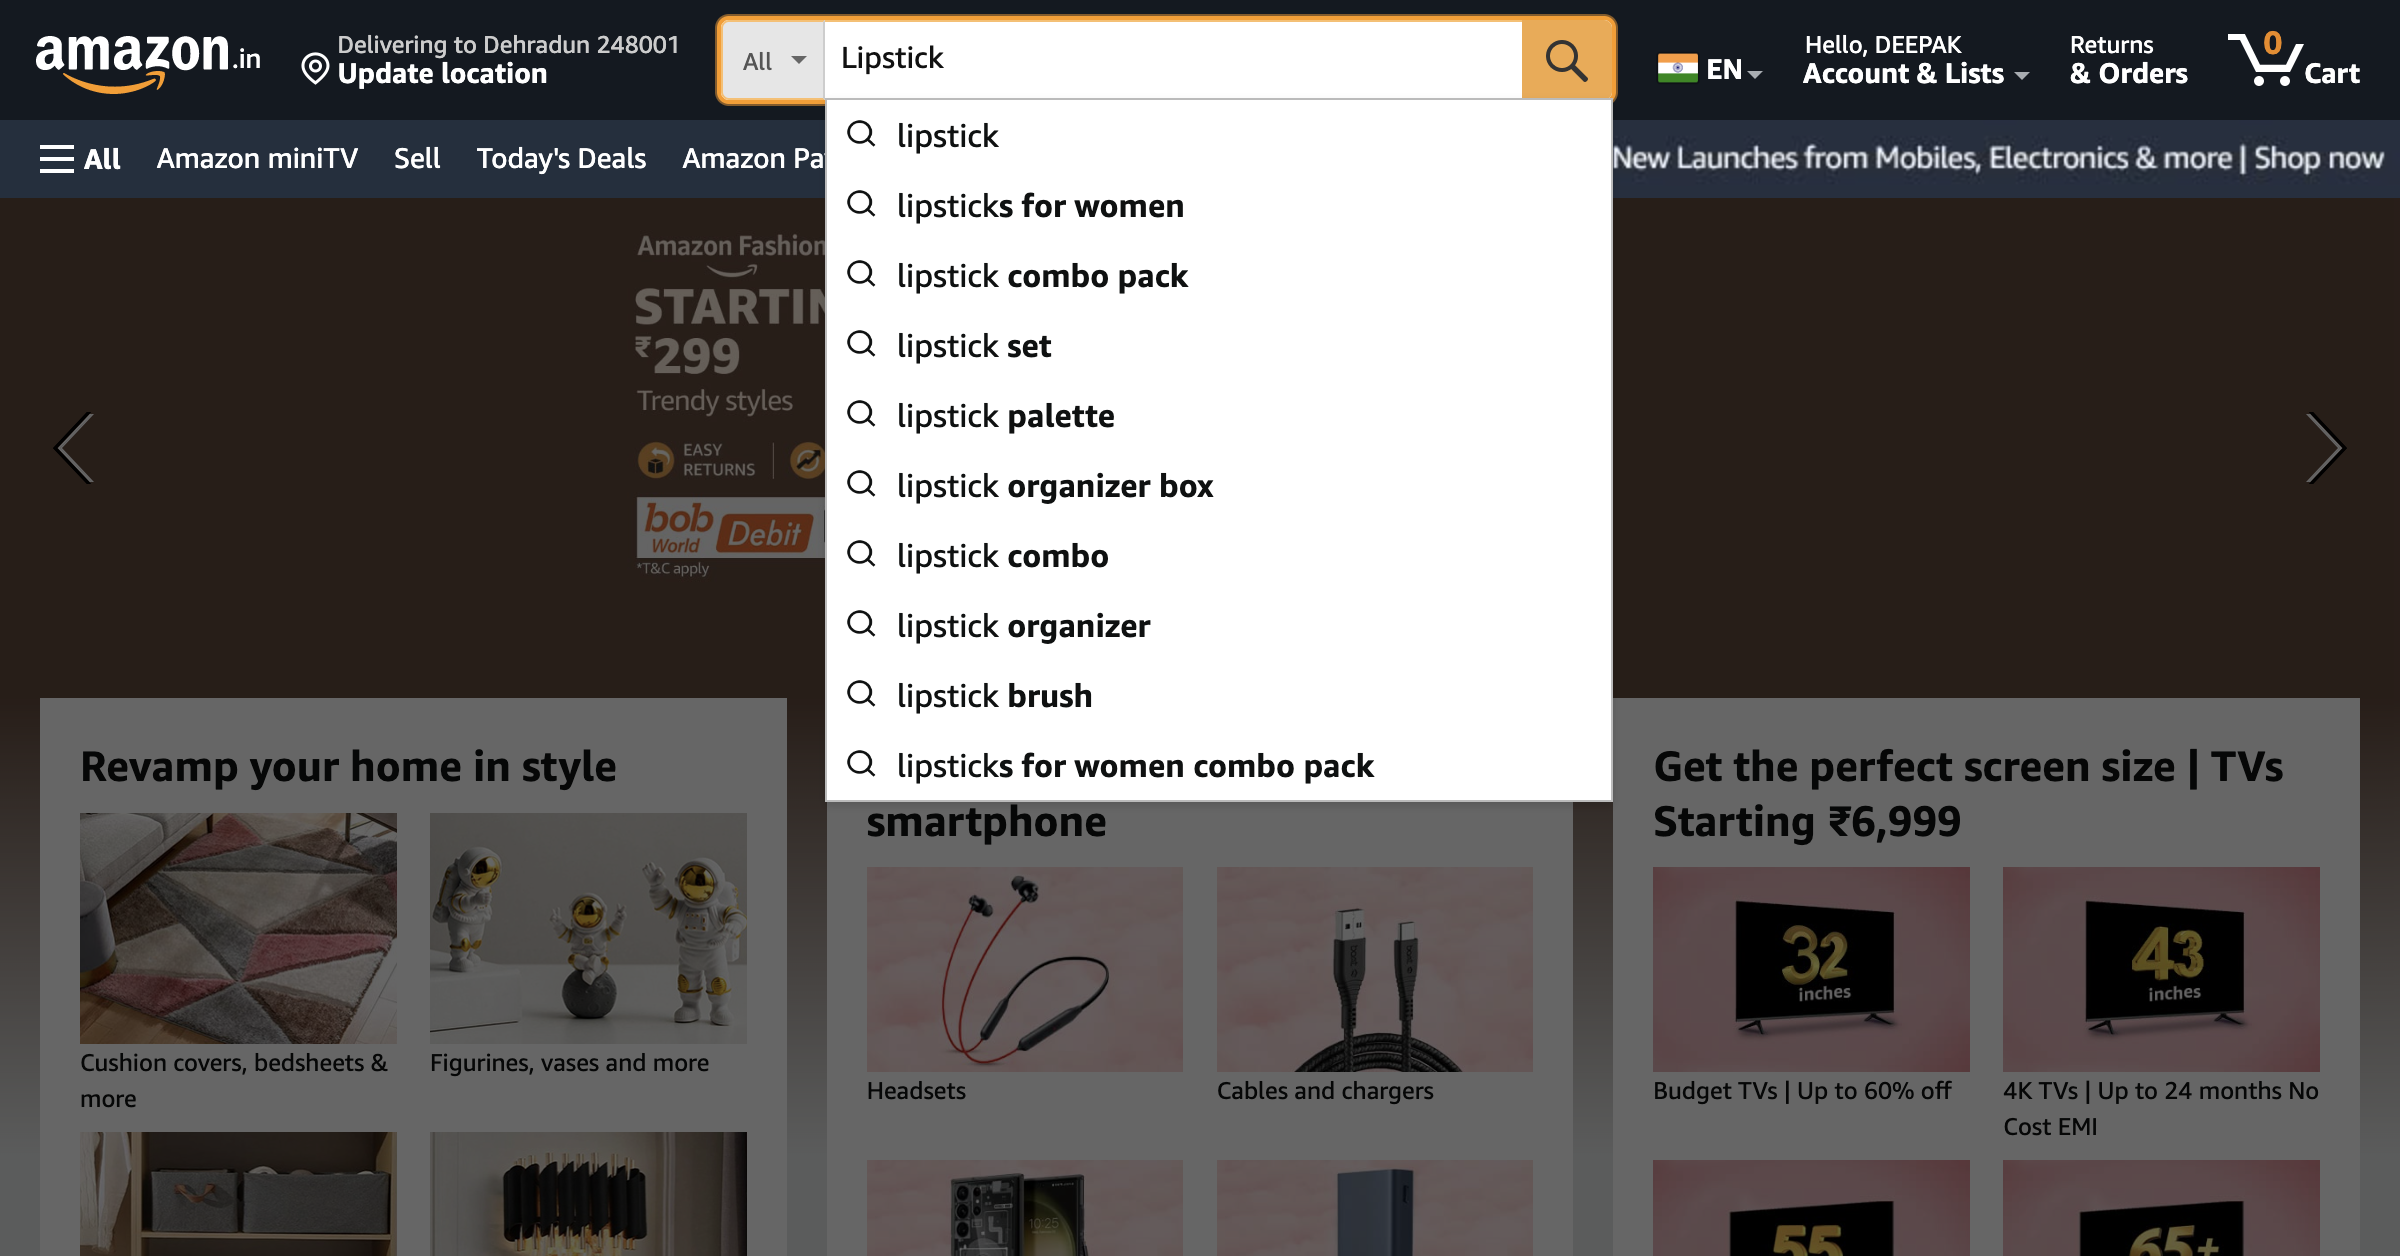 amazon.in
Delivering to Dehradun 248001
Update location
All
Lipstick
EN
Hello, DEEPAK
Account & Lists
Returns
& Orders
0
Cart
All
Amazon miniTV
Sell
Today's Deals
Amazon Pa
New Launches from Mobiles, Electronics & more | Shop now
lipstick
lipsticks for women
lipstick combo pack
lipstick set
lipstick palette
lipstick organizer box
lipstick combo
lipstick organizer
lipstick brush
lipsticks for women combo pack
Amazon Fashion
STARTIN
₹299
Trendy styles
EASY
RETURNS
bob
World
Debit
*T&C apply
Revamp your home in style
Cushion covers, bedsheets &
more
Figurines, vases and more
smartphone
Headsets
Cables and chargers
10:25
Get the perfect screen size | TVs
Starting ₹6,999
32
inches
43
inches
Budget TVs | Up to 60% off
4K TVs | Up to 24 months No
Cost EMI
55
65+